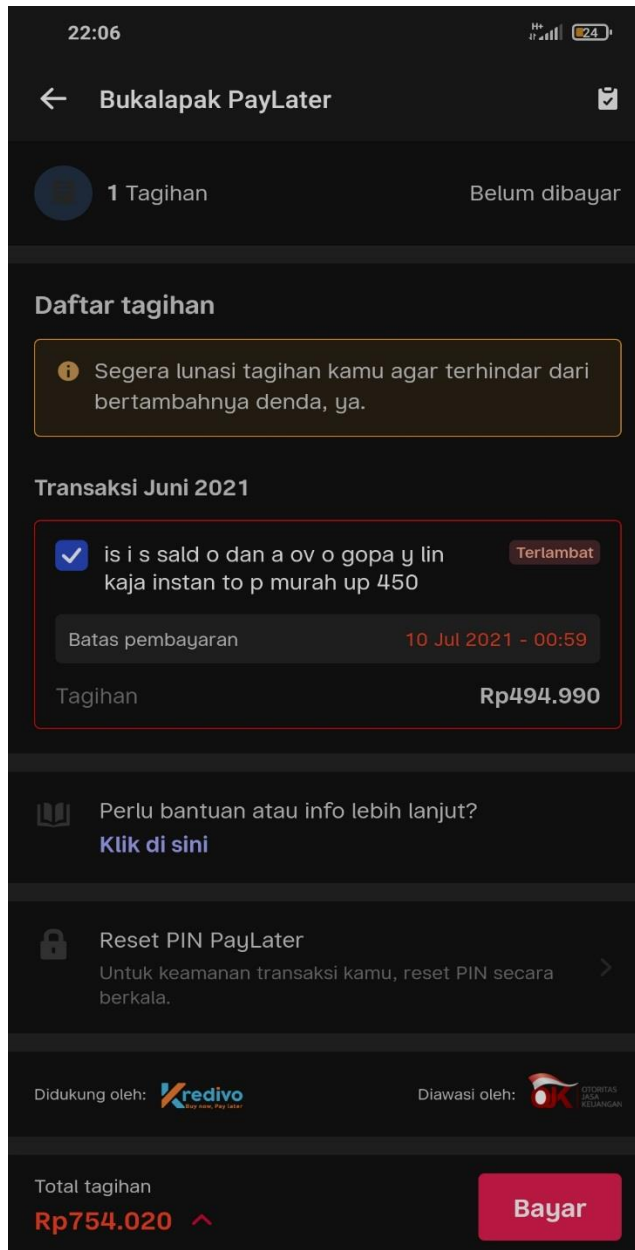 22:06
H+
24
Bukalapak PayLater
1 Tagihan
Belum dibayar
Daftar tagihan
Segera lunasi tagihan kamu agar terhindar dari
bertambahnya denda, ya.
Transaksi Juni 2021
is i s sald o dan a ov o gopa y lin
Terlambat
kaja instan to p murah up 450
Batas pembayaran
10 Jul 2021 - 00:59
Tagihan
Rp494.990
Perlu bantuan atau info lebih lanjut?
Klik di sini
Reset PIN PayLater
Untuk keamanan transaksi kamu, reset PIN secara
berkala.
Didukung oleh:
Kredivo
Buy now, Pay later
Diawasi oleh:
OJK
OTORITAS
JASA
KEUANGAN
Total tagihan
Rp754.020
Bayar